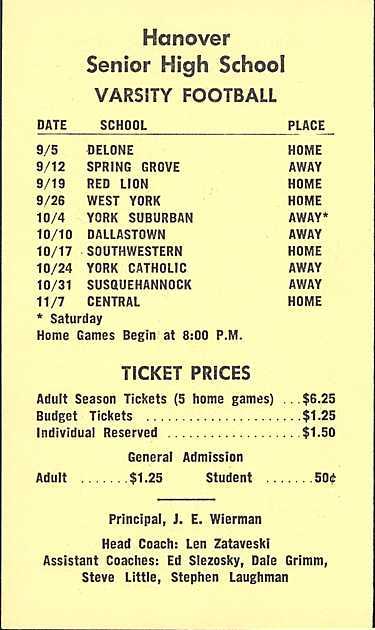 Hanover
Senior High School
VARSITY FOOTBALL
DATE SCHOOL PLACE
9/5 DELONE HOME
9/12 SPRING GROVE AWAY
9/19 RED LION HOME
9/26 WEST YORK HOME
10/4 YORK SUBURBAN AWAY*
10/10 DALLASTOWN AWAY
10/17 SOUTHWESTERN HOME
10/24 YORK CATHOLIC AWAY
10/31 SUSQUEHANNOCK AWAY
11/7 CENTRAL HOME
* Saturday
Home Games Begin at 8:00 P.M.
TICKET PRICES
Adult Season Tickets (5 home games) ...$6.25
Budget Tickets ....................$1.25
Individual Reserved .................$1.50
General Admission
Adult .......$1.25 Student .......50¢
Principal, J. E. Wierman
Head Coach: Len Zataveski
Assistant Coaches: Ed Slezosky, Dale Grimm,
Steve Little, Stephen Laughman